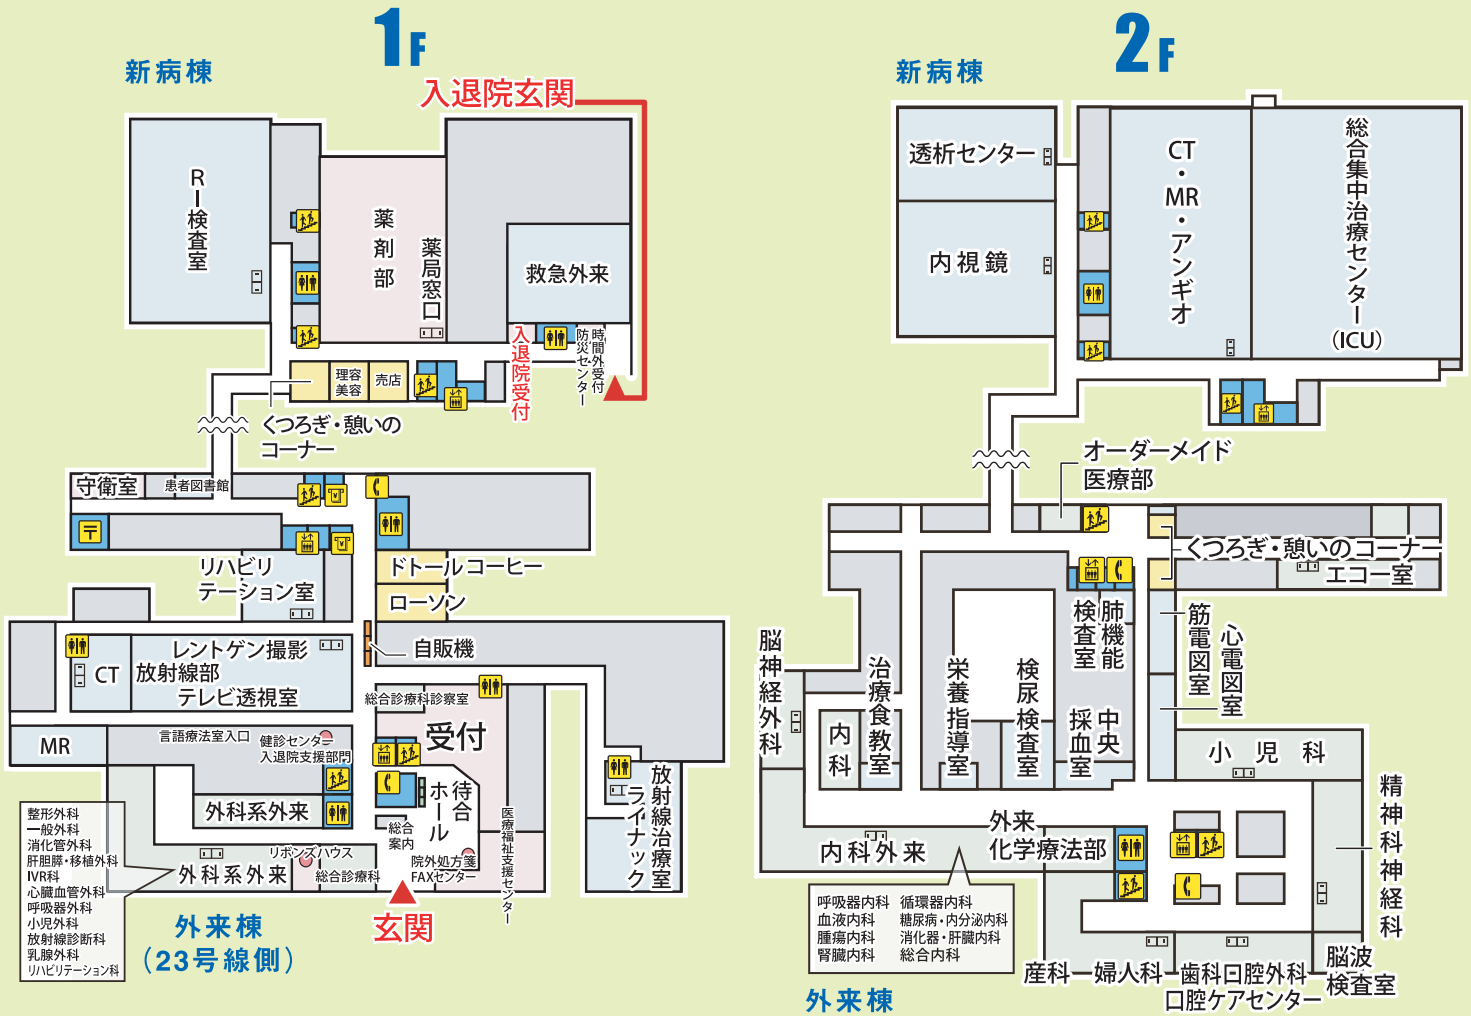 1F
新病棟
入退院玄関
RI検査室
薬剤部
薬局窓口
救急外来
入退院受付
防災センター
時間外受付
理容
美容
売店
くつろぎ・憩いの
コーナー
守衛室
患者図書館
〒
リハビリ
テーション室
ドトールコーヒー
ローソン
自販機
レントゲン撮影
CT
放射線部
テレビ透視室
MR
言語療法室入口
健診センター
入退院支援部門
総合診療科診察室
受付
待合
ホール
総合
案内
外科系外来
リボンズハウス
外科系外来
総合診療科
院外処方箋
FAXセンター
医療福祉支援センター
放射線治療室
ライナック
玄関
整形外科
一般外科
消化管外科
肝胆膵・移植外科
IVR科
心臓血管外科
呼吸器外科
小児外科
放射線診断科
乳腺外科
リハビリテーション科
外来棟
(23号線側)
2F
新病棟
透析センター
内視鏡
CT・MR・アンギオ
総合集中治療センター
(ICU)
オーダーメイド
医療部
くつろぎ・憩いのコーナー
エコー室
筋電図室
心電図室
肺機能
検査室
脳神経外科
治療食教室
内科
栄養指導室
検尿検査室
中央
採血室
小児科
精神科神経科
外来
化学療法部
内科外来
呼吸器内科 循環器内科
血液内科 糖尿病・内分泌内科
腫瘍内科 消化器・肝臓内科
腎臓内科 総合内科
産科
婦人科
歯科口腔外科
口腔ケアセンター
脳波
検査室
外来棟